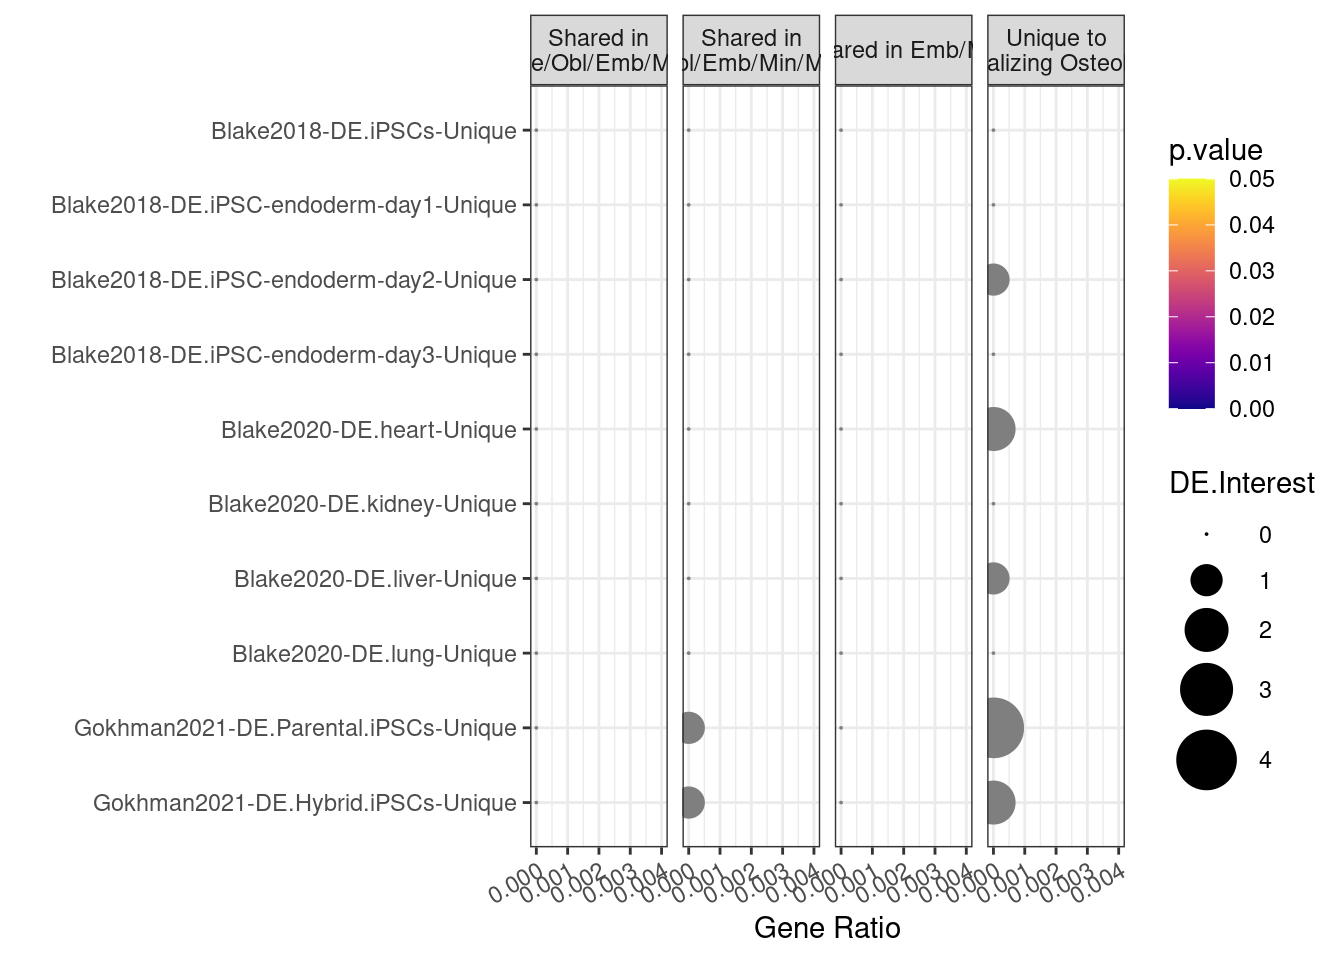 Shared in
e/Obl/Emb/M
Shared in
bl/Emb/Min/M
ared in Emb/M
Unique to
alizing Osteob
Blake2018-DE.iPSCs-Unique
Blake2018-DE.iPSC-endoderm-day1-Unique
Blake2018-DE.iPSC-endoderm-day2-Unique
Blake2018-DE.iPSC-endoderm-day3-Unique
Blake2020-DE.heart-Unique
Blake2020-DE.kidney-Unique
Blake2020-DE.liver-Unique
Blake2020-DE.lung-Unique
Gokhman2021-DE.Parental.iPSCs-Unique
Gokhman2021-DE.Hybrid.iPSCs-Unique
0.000 0.001 0.002 0.003 0.004 0.000 0.001 0.002 0.003 0.004 0.000 0.001 0.002 0.003 0.004 0.000 0.001 0.002 0.003 0.004
Gene Ratio
p.value
0.05
0.04
0.03
0.02
0.01
0.00
DE.Interest
0
1
2
3
4